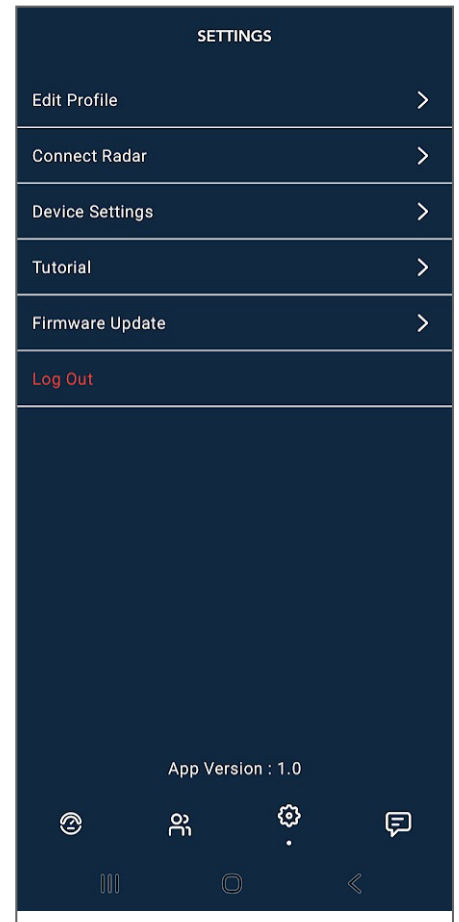 SETTINGS
Edit Profile
Connect Radar
Device Settings
Tutorial
Firmware Update
Log Out
App Version : 1.0